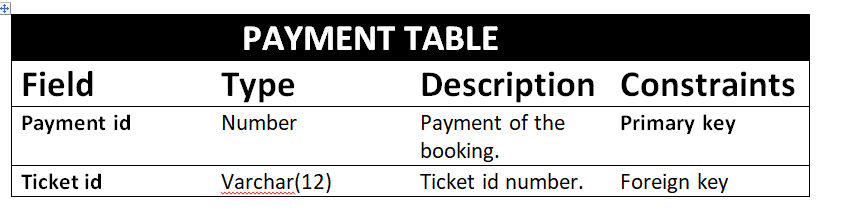 PAYMENT TABLE
Field Type Description Constraints
Payment id Number Payment of the booking. Primary key
Ticket id Varchar(12) Ticket id number. Foreign key